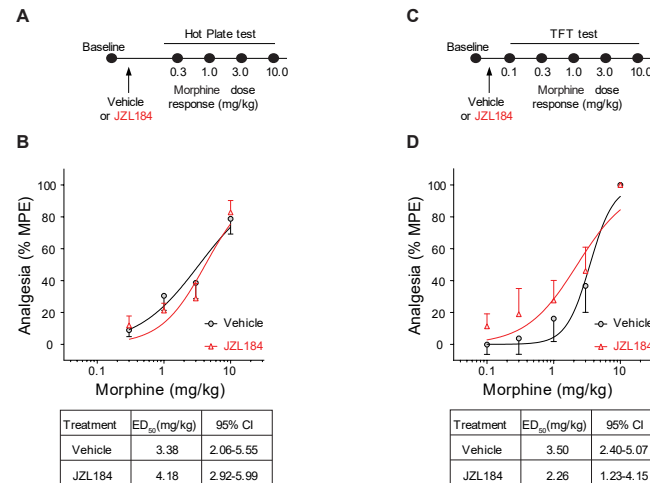 A
Hot Plate test
Baseline
0.3 1.0 3.0 10.0
Vehicle
or JZL184
Morphine dose
response (mg/kg)
C
TFT test
Baseline
0.1 0.3 1.0 3.0 10.0
Vehicle
or JZL184
Morphine dose
response (mg/kg)
B
Analgesia (% MPE)
100
80
60
40
20
0
Vehicle
JZL184
0.1 1 10
Morphine (mg/kg)
Treatment ED50(mg/kg) 95% CI
Vehicle 3.38 2.06-5.55
JZL184 4.18 2.92-5.99
D
Analgesia (% MPE)
100
80
60
40
20
0
Vehicle
JZL184
0.1 1 10
Morphine (mg/kg)
Treatment ED50(mg/kg) 95% CI
Vehicle 3.50 2.40-5.07
JZL184 2.26 1.23-4.15